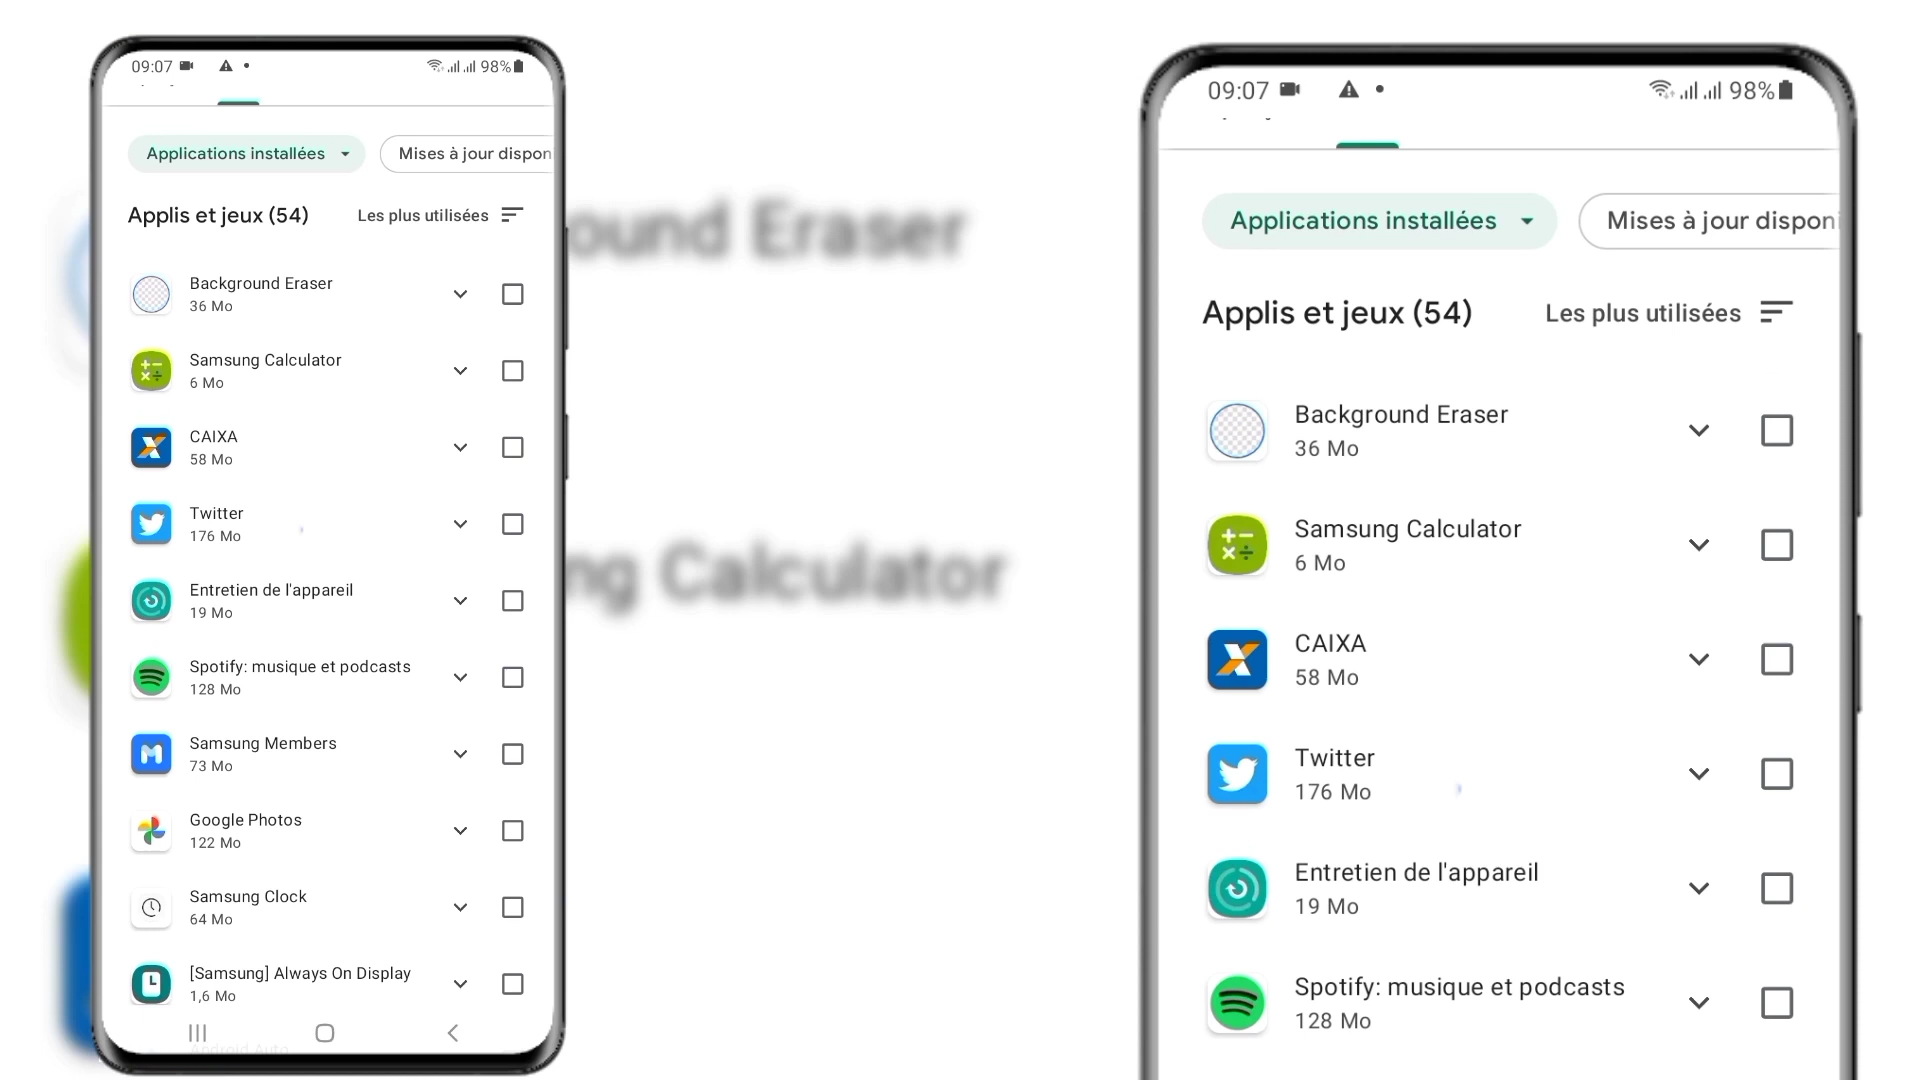 09:07
98%
Applications installées
Mises à jour dispon
Applis et jeux (54)
Les plus utilisées
Background Eraser
36 Mo
Samsung Calculator
6 Mo
CAIXA
58 Mo
Twitter
176 Mo
Entretien de l'appareil
19 Mo
Spotify: musique et podcasts
128 Mo
Samsung Members
73 Mo
Google Photos
122 Mo
Samsung Clock
64 Mo
[Samsung] Always On Display
1,6 Mo
Android Auto
ound Eraser
ng Calculator
09:07
98%
Applications installées
Mises à jour disponi
Applis et jeux (54)
Les plus utilisées
Background Eraser
36 Mo
Samsung Calculator
6 Mo
CAIXA
58 Mo
Twitter
176 Mo
Entretien de l'appareil
19 Mo
Spotify: musique et podcasts
128 Mo